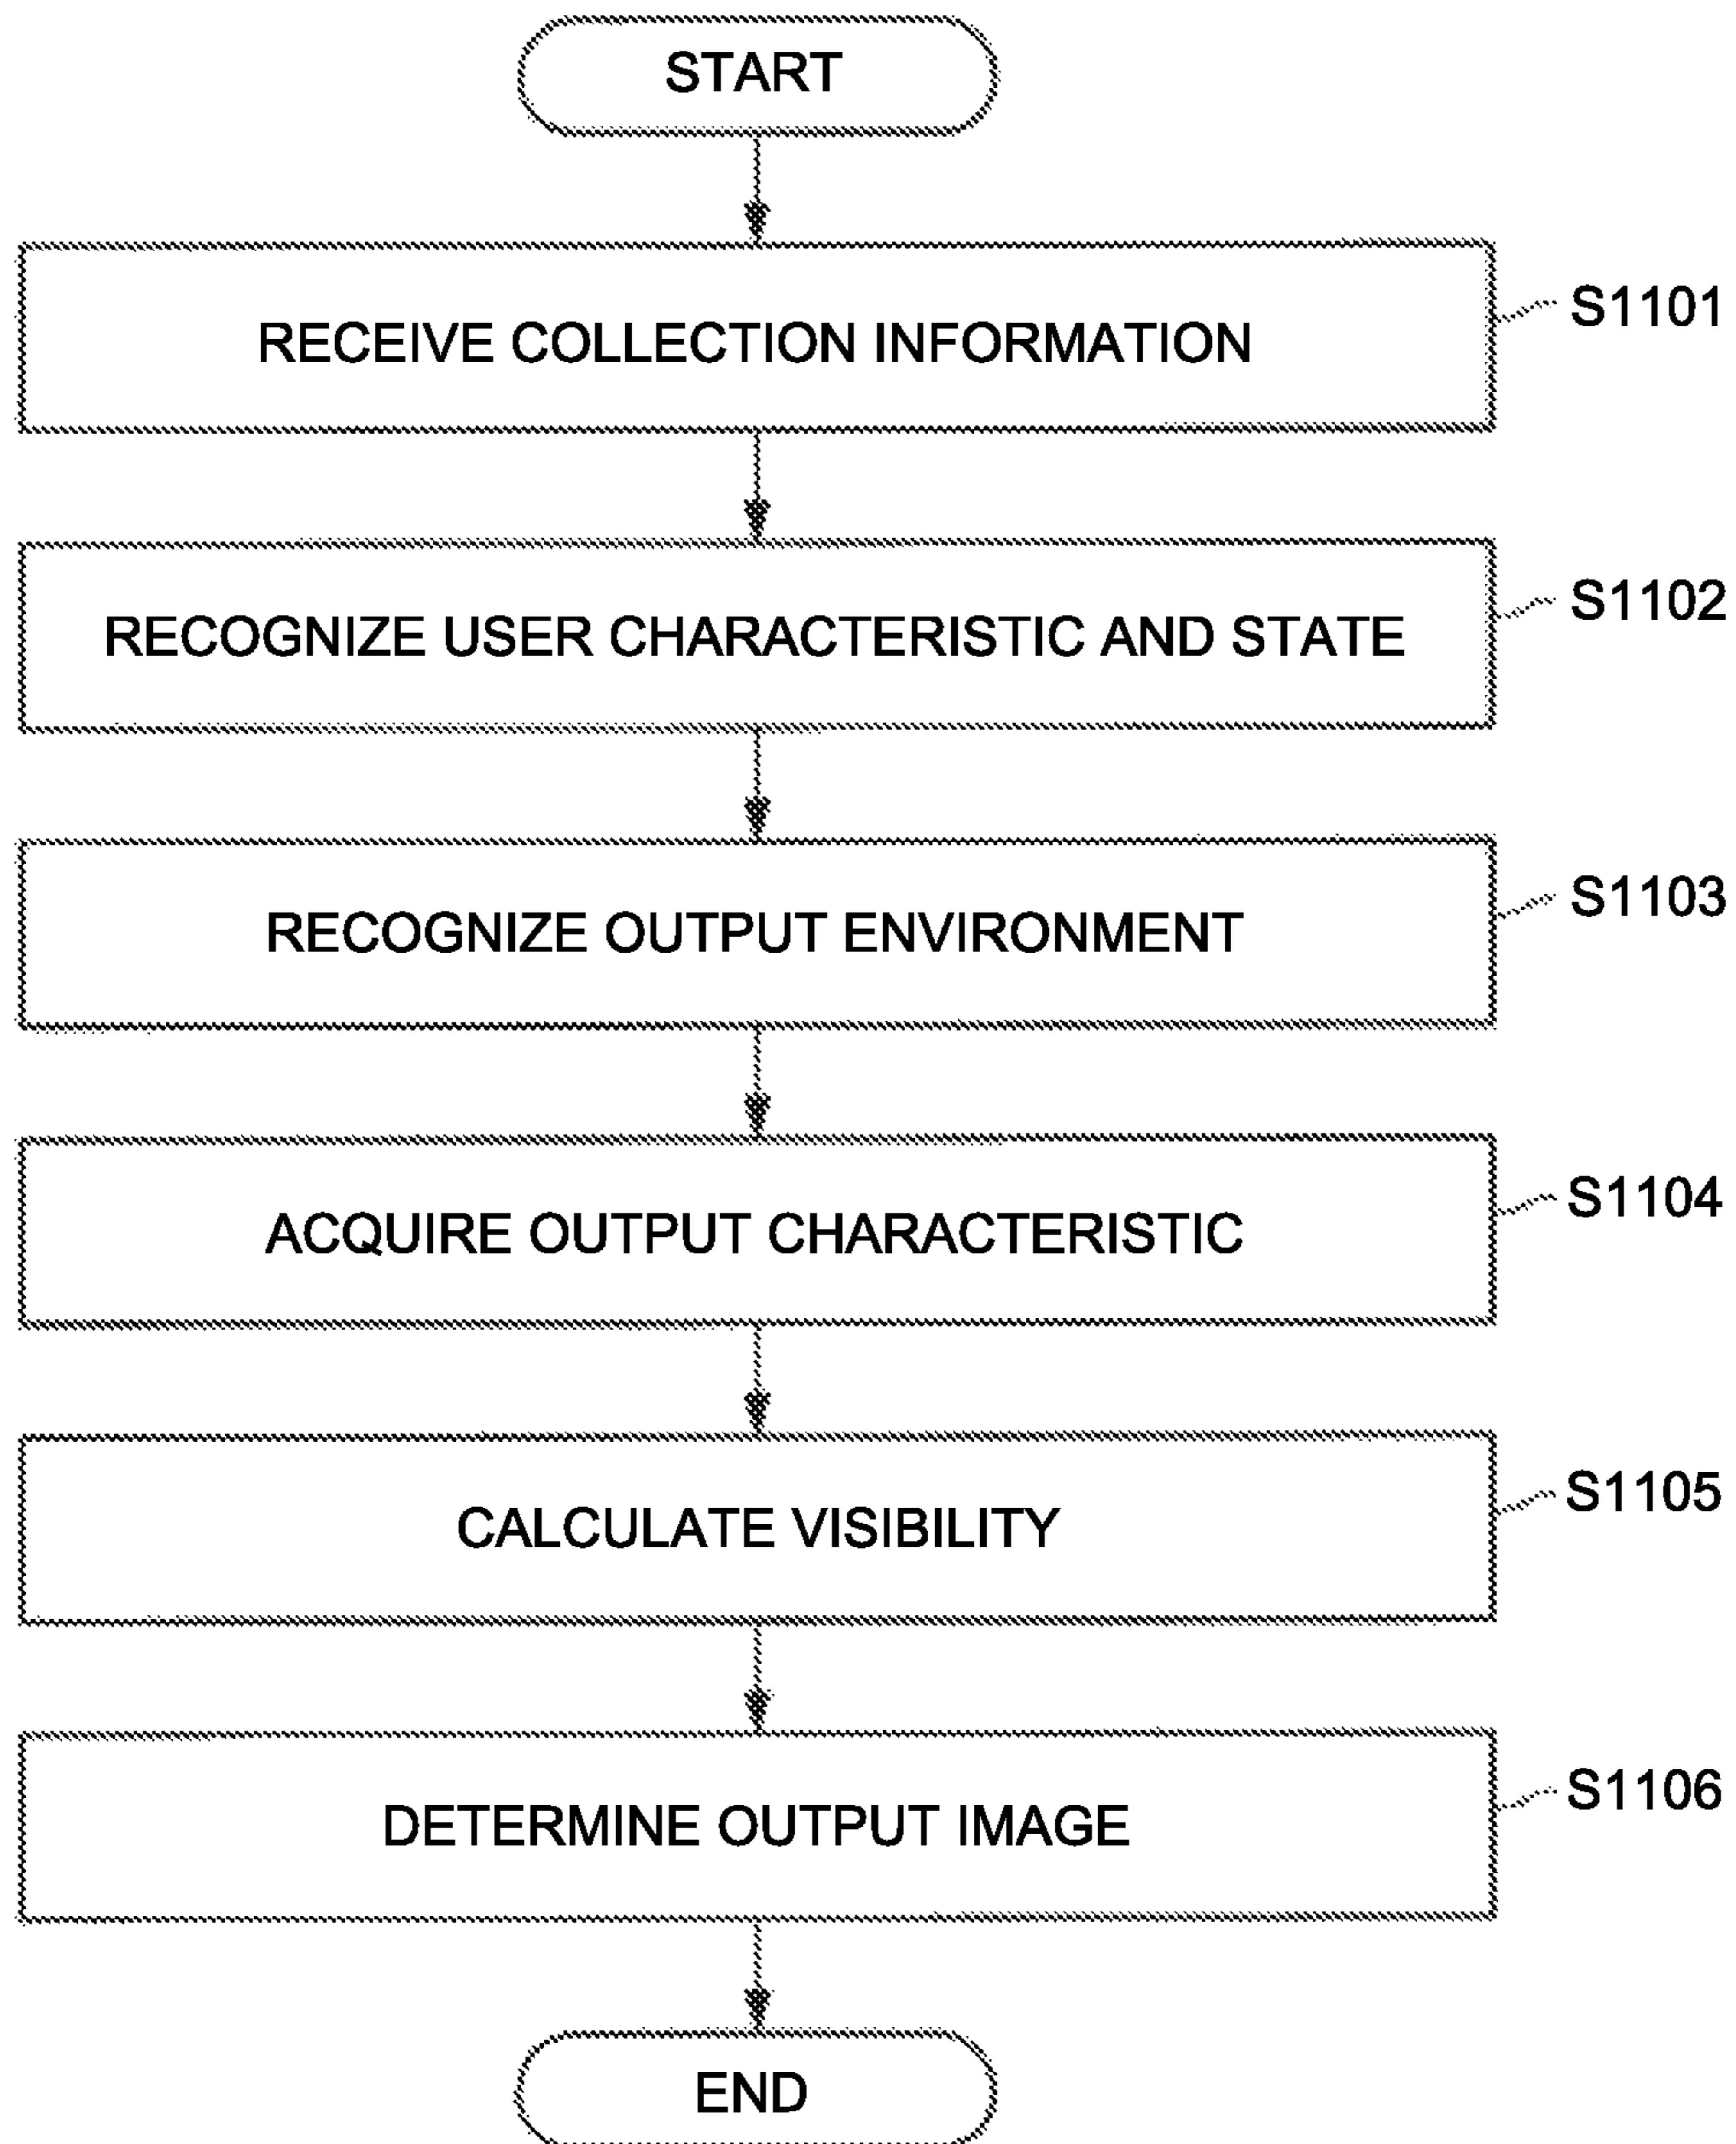 START
RECEIVE COLLECTION INFORMATION
S1101
RECOGNIZE USER CHARACTERISTIC AND STATE
S1102
RECOGNIZE OUTPUT ENVIRONMENT
S1103
ACQUIRE OUTPUT CHARACTERISTIC
S1104
CALCULATE VISIBILITY
S1105
DETERMINE OUTPUT IMAGE
S1106
END